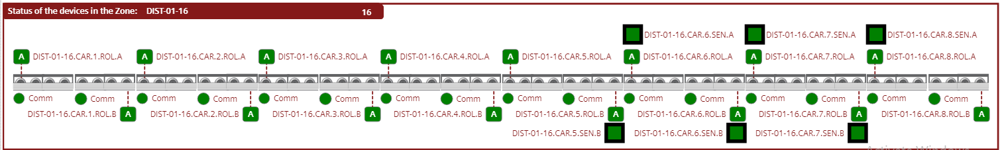 Status of the devices in the Zone: DIST-01-16 16
DIST-01-16.CAR.6.SEN.A DIST-01-16.CAR.7.SEN.A DIST-01-16.CAR.8.SEN.A
A DIST-01-16.CAR.1.ROL.A A DIST-01-16.CAR.2.ROL.A A DIST-01-16.CAR.3.ROL.A A DIST-01-16.CAR.4.ROL.A A DIST-01-16.CAR.5.ROL.A A DIST-01-16.CAR.6.ROL.A A DIST-01-16.CAR.7.ROL.A A DIST-01-16.CAR.8.ROL.A
Comm Comm Comm Comm Comm Comm Comm Comm Comm Comm Comm Comm Comm Comm Comm Comm
DIST-01-16.CAR.1.ROL.B A DIST-01-16.CAR.2.ROL.B A DIST-01-16.CAR.3.ROL.B A DIST-01-16.CAR.4.ROL.B A DIST-01-16.CAR.5.ROL.B A DIST-01-16.CAR.6.ROL.B A DIST-01-16.CAR.7.ROL.B A DIST-01-16.CAR.8.ROL.B A
DIST-01-16.CAR.5.SEN.B DIST-01-16.CAR.6.SEN.B DIST-01-16.CAR.7.SEN.B
Activate Windows